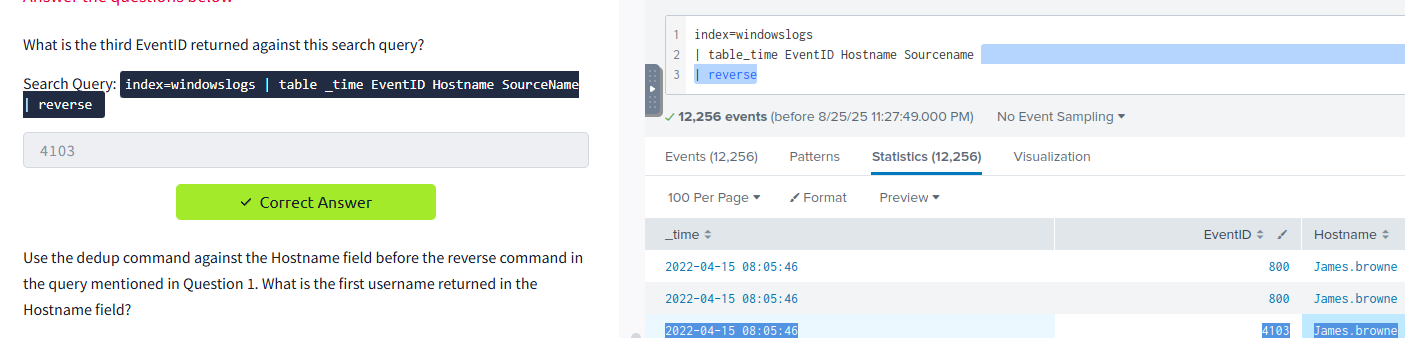 Answer the questions below
What is the third EventID returned against this search query?
Search Query: index=windowslogs | table _time EventID Hostname SourceName
| reverse
4103
✓ Correct Answer
Use the dedup command against the Hostname field before the reverse command in
the query mentioned in Question 1. What is the first username returned in the
Hostname field?
1 index=windowslogs
2 | table_time EventID Hostname Sourcename
3 | reverse
✓ 12,256 events (before 8/25/25 11:27:49.000 PM) No Event Sampling
Events (12,256) Patterns Statistics (12,256) Visualization
100 Per Page Format Preview
_time EventID Hostname
2022-04-15 08:05:46 800 James.browne
2022-04-15 08:05:46 800 James.browne
2022-04-15 08:05:46 4103 James.browne